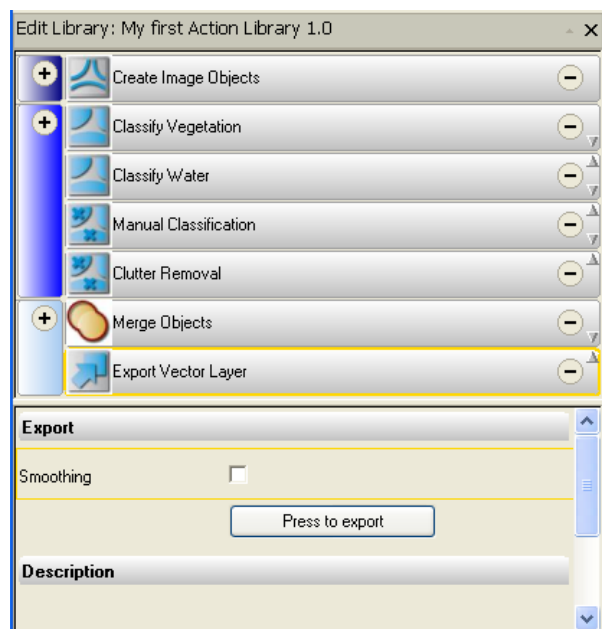 Edit Library: My first Action Library 1.0
Create Image Objects
Classify Vegetation
Classify Water
Manual Classification
Clutter Removal
Merge Objects
Export Vector Layer
Export
Smoothing
Press to export
Description